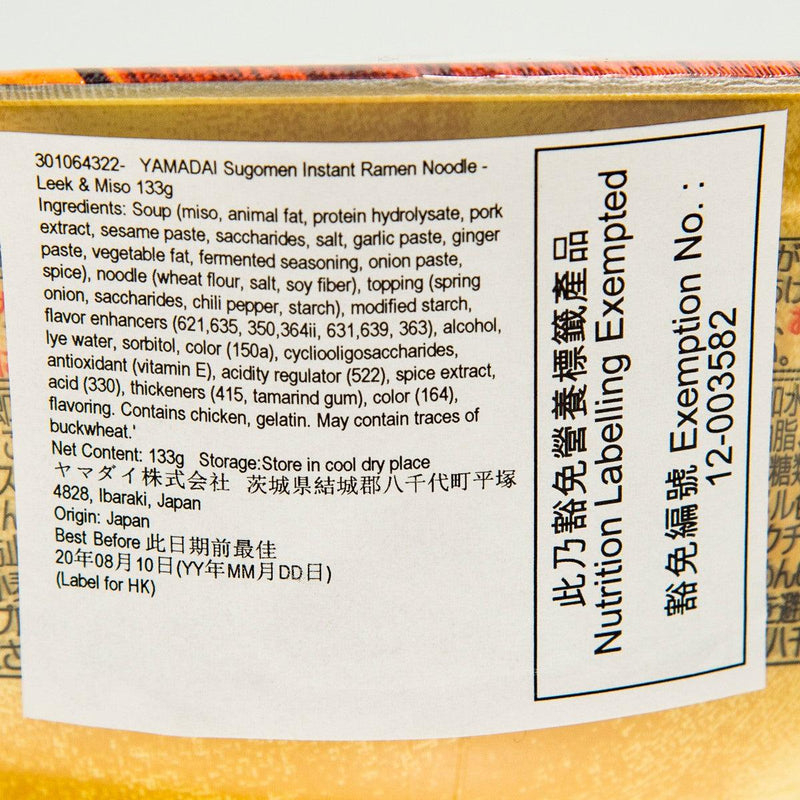 301064322- YAMADAI Sugomen Instant Ramen Noodle -
Leek & Miso 133g
Ingredients: Soup (miso, animal fat, protein hydrolysate, pork
extract, sesame paste, saccharides, salt, garlic paste, ginger
paste, vegetable fat, fermented seasoning, onion paste,
spice), noodle (wheat flour, salt, soy fiber), topping (spring
onion, saccharides, chili pepper, starch), modified starch,
flavor enhancers (621,635, 350,364ii, 631,639, 363), alcohol,
lye water, sorbitol, color (150a), cycliooligosaccharides,
antioxidant (vitamin E), acidity regulator (522), spice extract,
acid (330), thickeners (415, tamarind gum), color (164),
flavoring. Contains chicken, gelatin. May contain traces of
buckwheat.'
Net Content: 133g Storage:Store in cool dry place
ヤマダイ株式会社 茨城県結城郡八千代町平塚
4828, Ibaraki, Japan
Origin: Japan
Best Before 此日期前最佳
20年08月10日(YY年MM月DD日)
(Label for HK)
此乃豁免營養標籤產品
Nutrition Labelling Exempted
豁免編號 Exemption No. :
12-003582